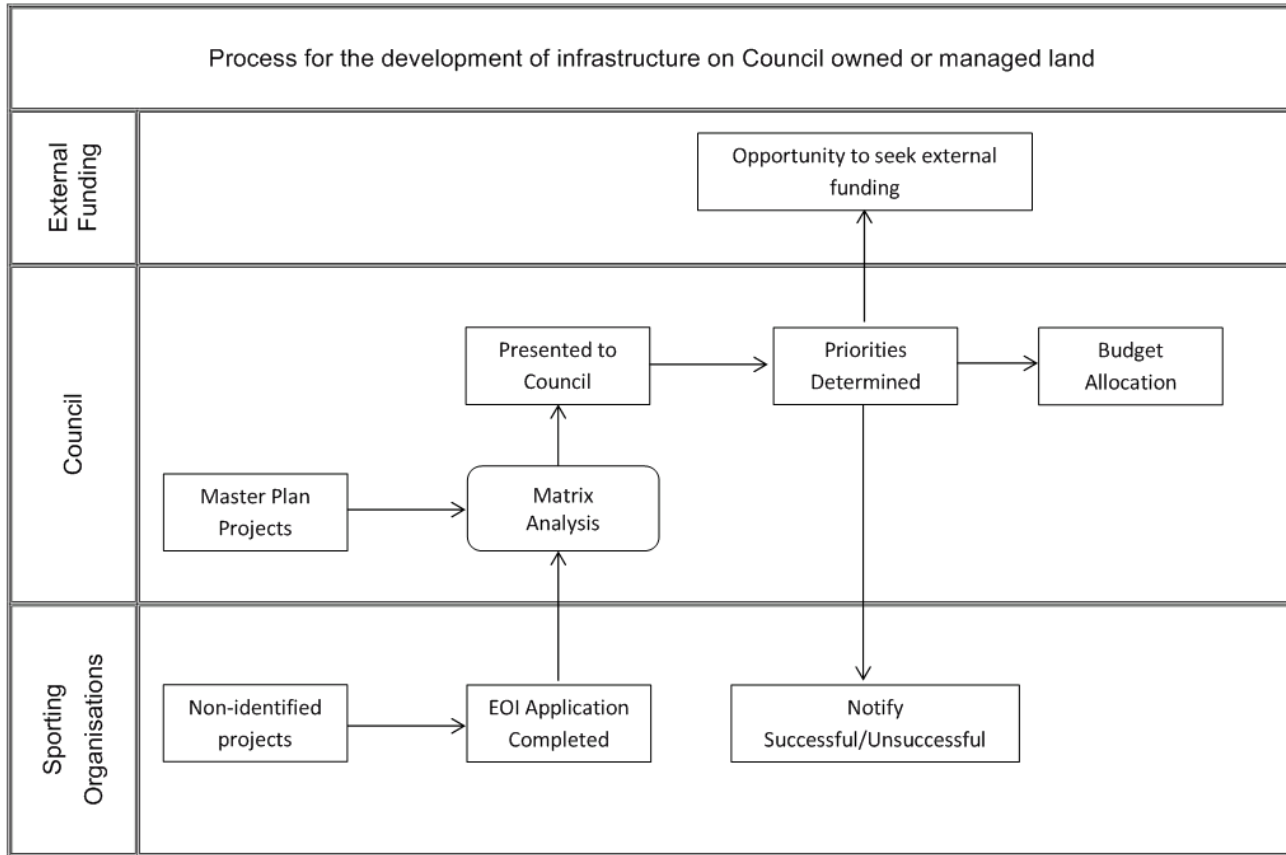 Process for the development of infrastructure on Council owned or managed land
External
Funding
Opportunity to seek external
funding
Council
Presented to
Council
Priorities
Determined
Budget
Allocation
Master Plan
Projects
Matrix
Analysis
Sporting
Organisations
Non-identified
projects
EOI Application
Completed
Notify
Successful/Unsuccessful